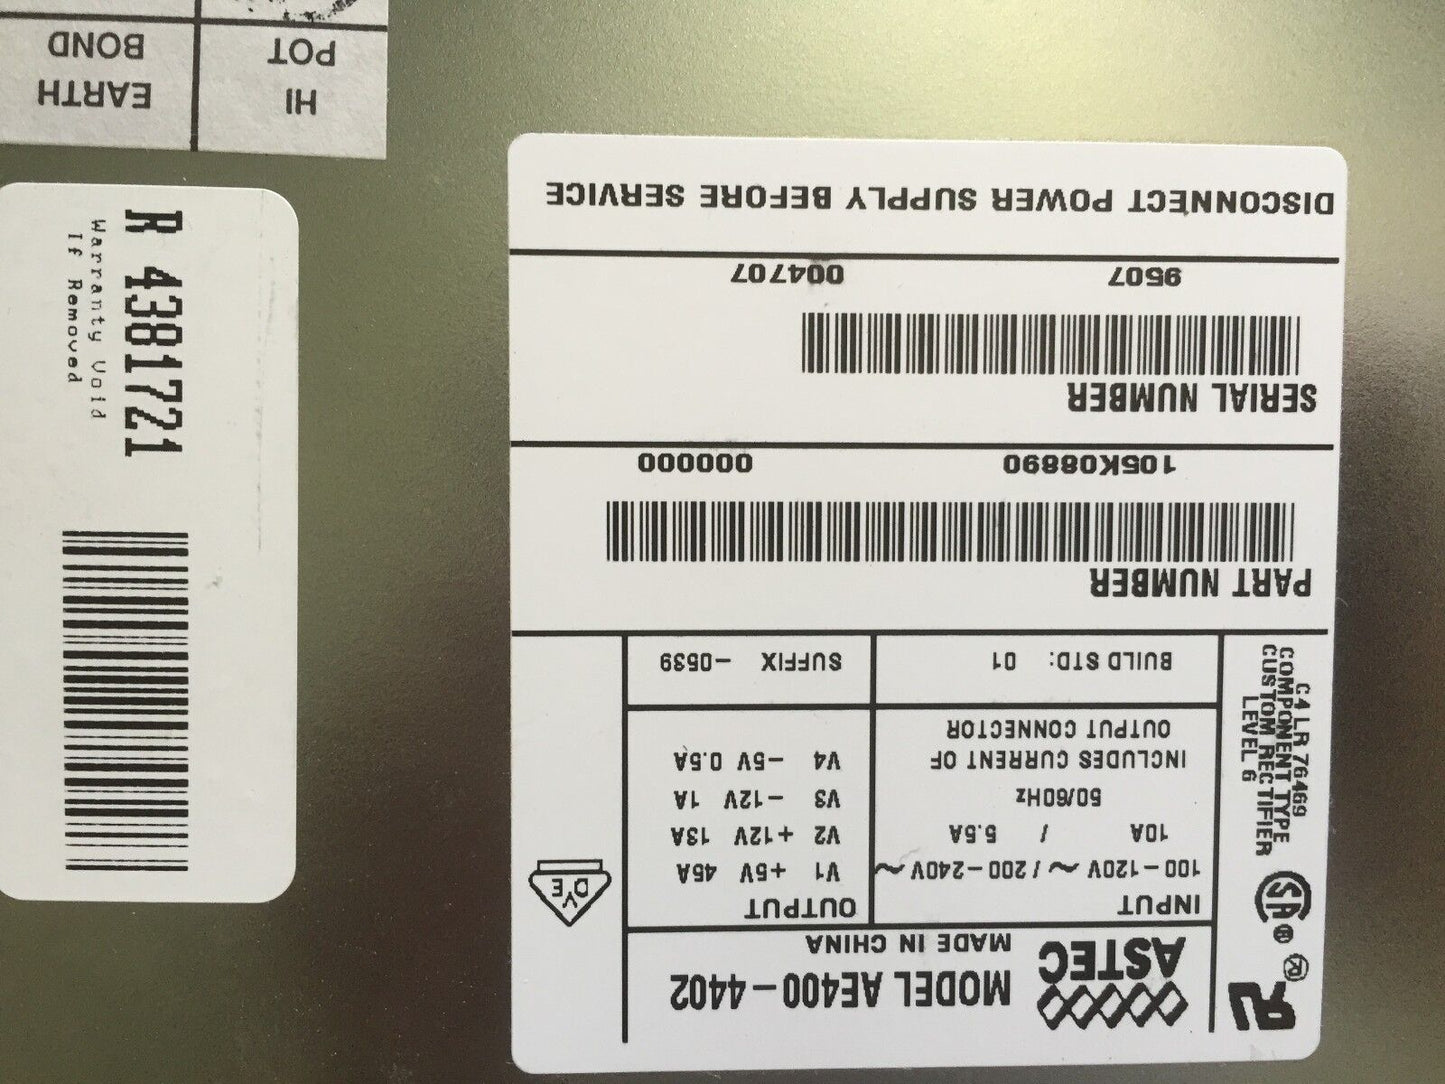 UR ®
ASTEC
MODEL AE400-4402
MADE IN CHINA
SA ®
C4 LR 76469
COMPONENT TYPE
CUSTOM RECTIFIER
LEVEL 6
INPUT
100-120V ~ / 200-240V ~
10A / 5.5A
50/60Hz
INCLUDES CURRENT OF
OUTPUT CONNECTOR
OUTPUT
V1 +5V 45A
V2 +12V 13A
V3 -12V 1A
V4 -5V 0.5A
DVE
BUILD STD: 01
SUFFIX -0539
PART NUMBER
105K08890 000000
SERIAL NUMBER
9507 004707
DISCONNECT POWER SUPPLY BEFORE SERVICE
R 4381721
Warranty Void
If Removed
HI
POT
EARTH
BOND